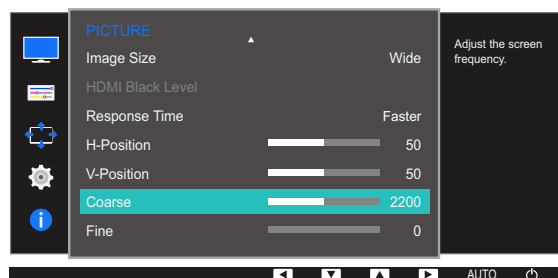 PICTURE
Image Size Wide
HDMI Black Level
Response Time Faster
H-Position 50
V-Position 50
Coarse 2200
Fine 0
Adjust the screen
frequency.
AUTO